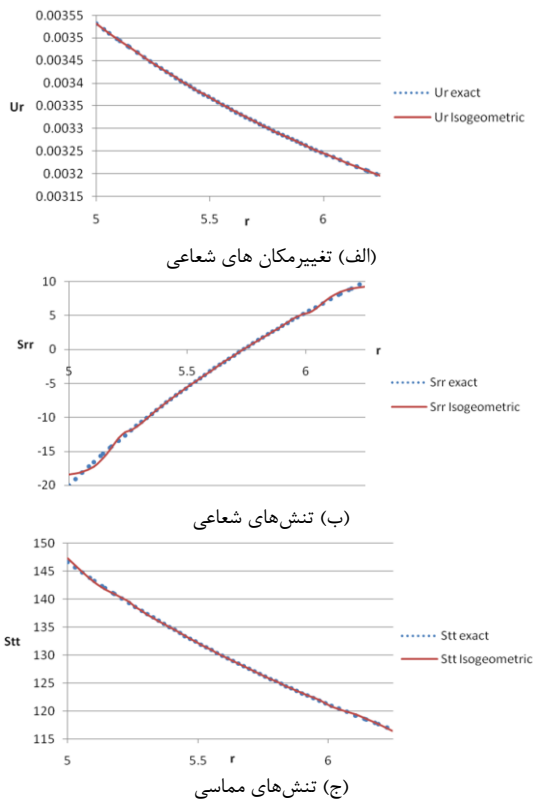 0.00355
0.0035
0.00345
0.0034
0.00335
0.0033
0.00325
0.0032
0.00315
Ur
5
5.5
6
r
Ur exact
Ur Isogeometric
(الف) تغییرمکان های شعاعی
10
5
0
-5
-10
-15
-20
Srr
5
5.5
6
r
Srr exact
Srr Isogeometric
(ب) تنش‌های شعاعی
150
145
140
135
130
125
120
115
Stt
5
5.5
6
r
Stt exact
Stt Isogeometric
(ج) تنش‌های مماسی